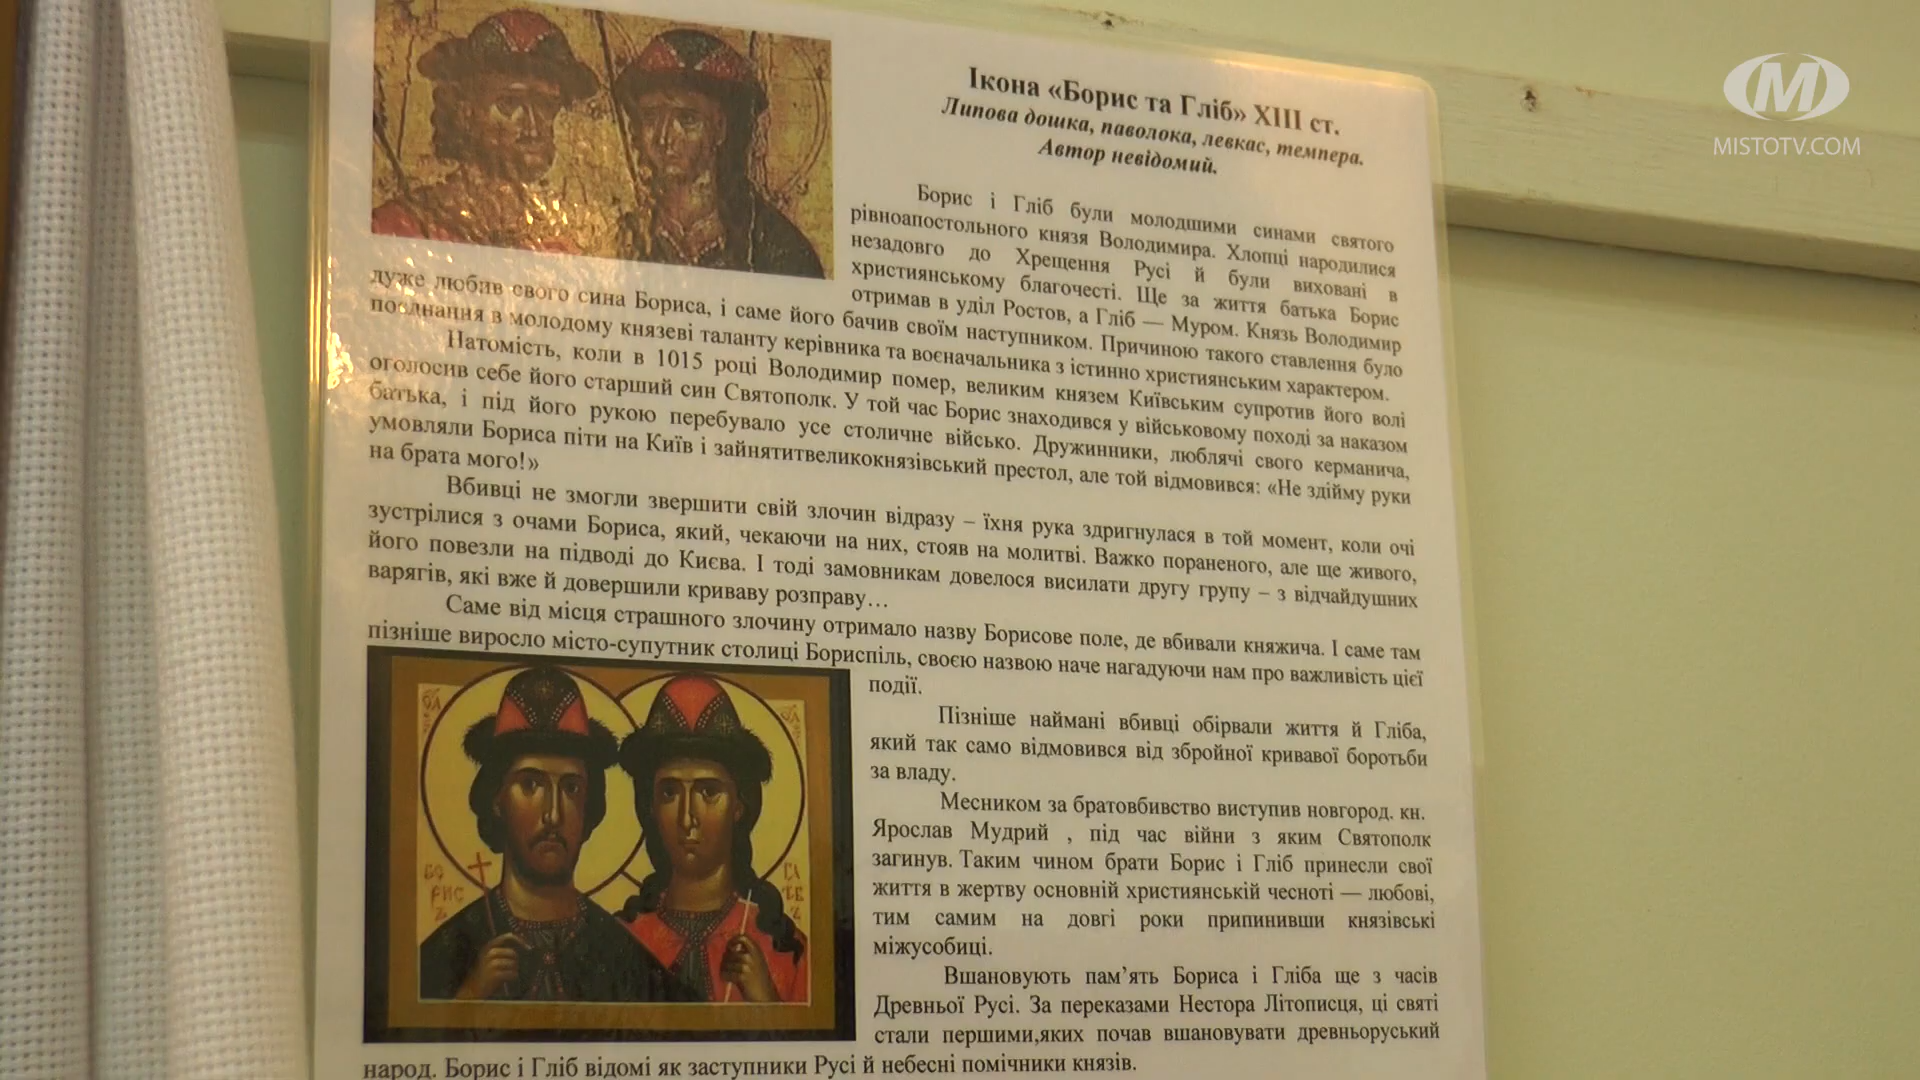 Ікона «Борис та Гліб» XIII ст.
Липова дошка, паволока, левкас, темпера.
Автор невідомий.
Борис і Гліб були молодшими синами святого
рівноапостольного князя Володимира. Хлопці народилися
незадовго до Хрещення Русі й були виховані в
християнському благочесті. Ще за життя батька Борис
отримав в уділ Ростов, а Гліб — Муром. Князь Володимир
дуже любив свого сина Бориса, і саме його бачив своїм наступником. Причиною такого ставлення було
поєднання в молодому князеві таланту керівника та воєначальника з істинно християнським характером.
Натомість, коли в 1015 році Володимир помер, великим князем Київським супротив його волі
оголосив себе його старший син Святополк. У той час Борис знаходився у військовому поході за наказом
батька, і під його рукою перебувало усе столичне військо. Дружинники, люблячі свого керманича,
умовляли Бориса піти на Київ і зайнятитвеликокнязівський престол, але той відмовився: «Не здійму руки
на брата мого!»
Вбивці не змогли звершити свій злочин відразу – їхня рука здригнулася в той момент, коли очі
зустрілися з очами Бориса, який, чекаючи на них, стояв на молитві. Важко пораненого, але ще живого,
його повезли на підводі до Києва. І тоді замовникам довелося висилати другу групу – з відчайдушних
варягів, які вже й довершили криваву розправу…
Саме від місця страшного злочину отримало назву Борисове поле, де вбивали княжича. І саме там
пізніше виросло місто-супутник столиці Бориспіль, своєю назвою наче нагадуючи нам про важливість цієї
події.
Пізніше наймані вбивці обірвали життя й Гліба,
який так само відмовився від збройної кривавої боротьби
за владу.
Месником за братовбивство виступив новгород. кн.
Ярослав Мудрий , під час війни з яким Святополк
загинув. Таким чином брати Борис і Гліб принесли свої
життя в жертву основній християнській чесноті — любові,
тим самим на довгі роки припинивши князівські
міжусобиці.
Вшановують пам’ять Бориса і Гліба ще з часів
Древньої Русі. За переказами Нестора Літописця, ці святі
стали першими,яких почав вшановувати древньоруський
народ. Борис і Гліб відомі як заступники Русі й небесні помічники князів.
БО
РИС
Ъ
ГЛ
ѢБ
Ъ
M
MISTOTV.COM